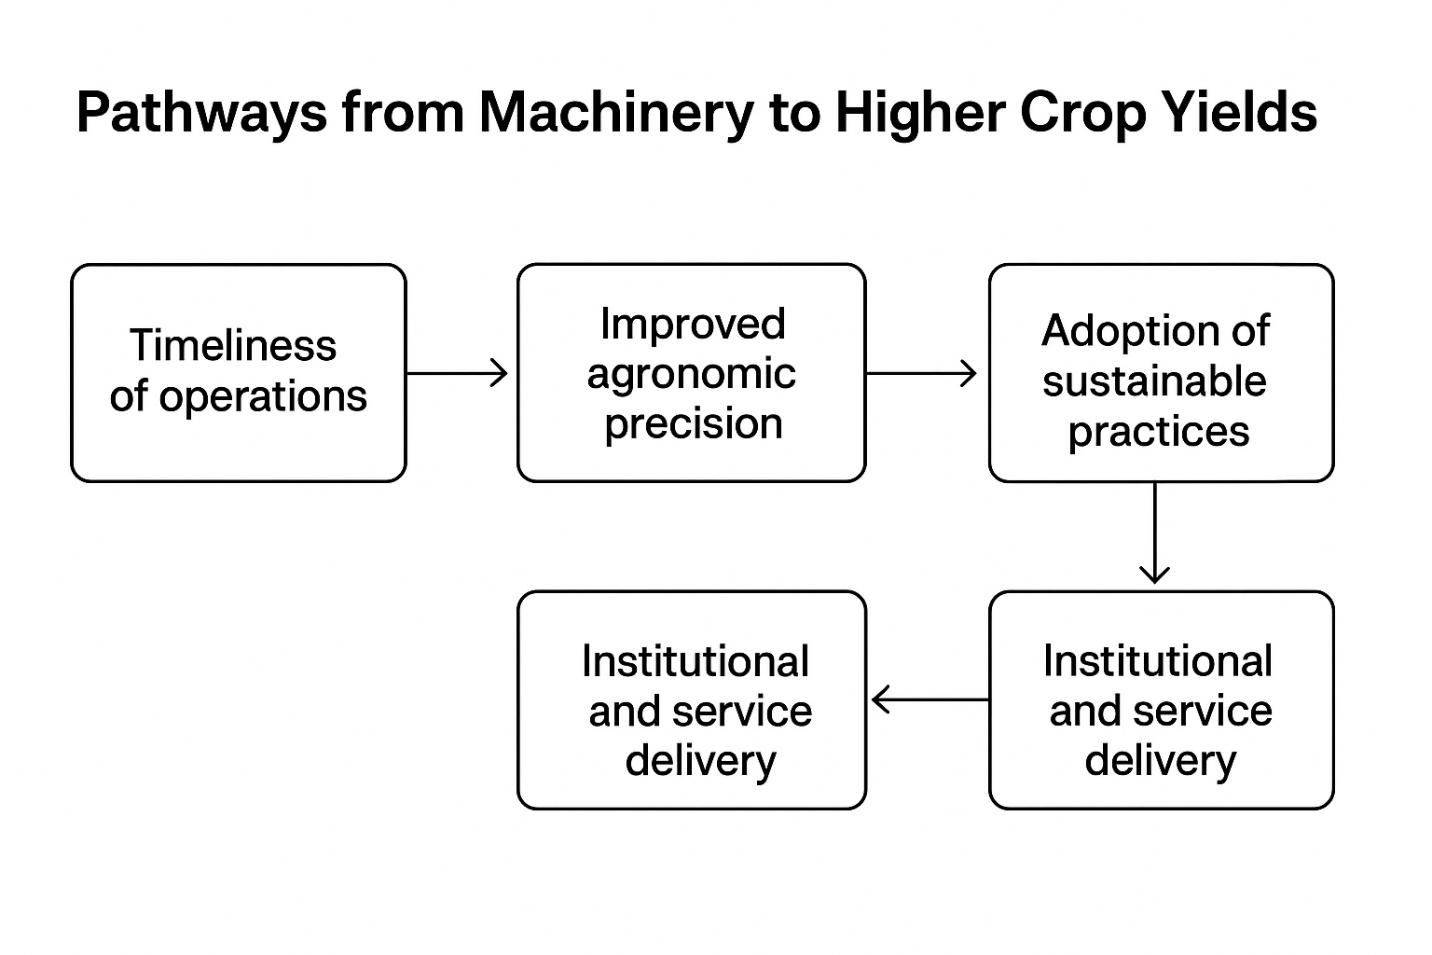 Pathways from Machinery to Higher Crop Yields
Timeliness
of operations
Improved
agronomic
precision
Adoption of
sustainable
practices
Institutional
and service
delivery
Institutional
and service
delivery